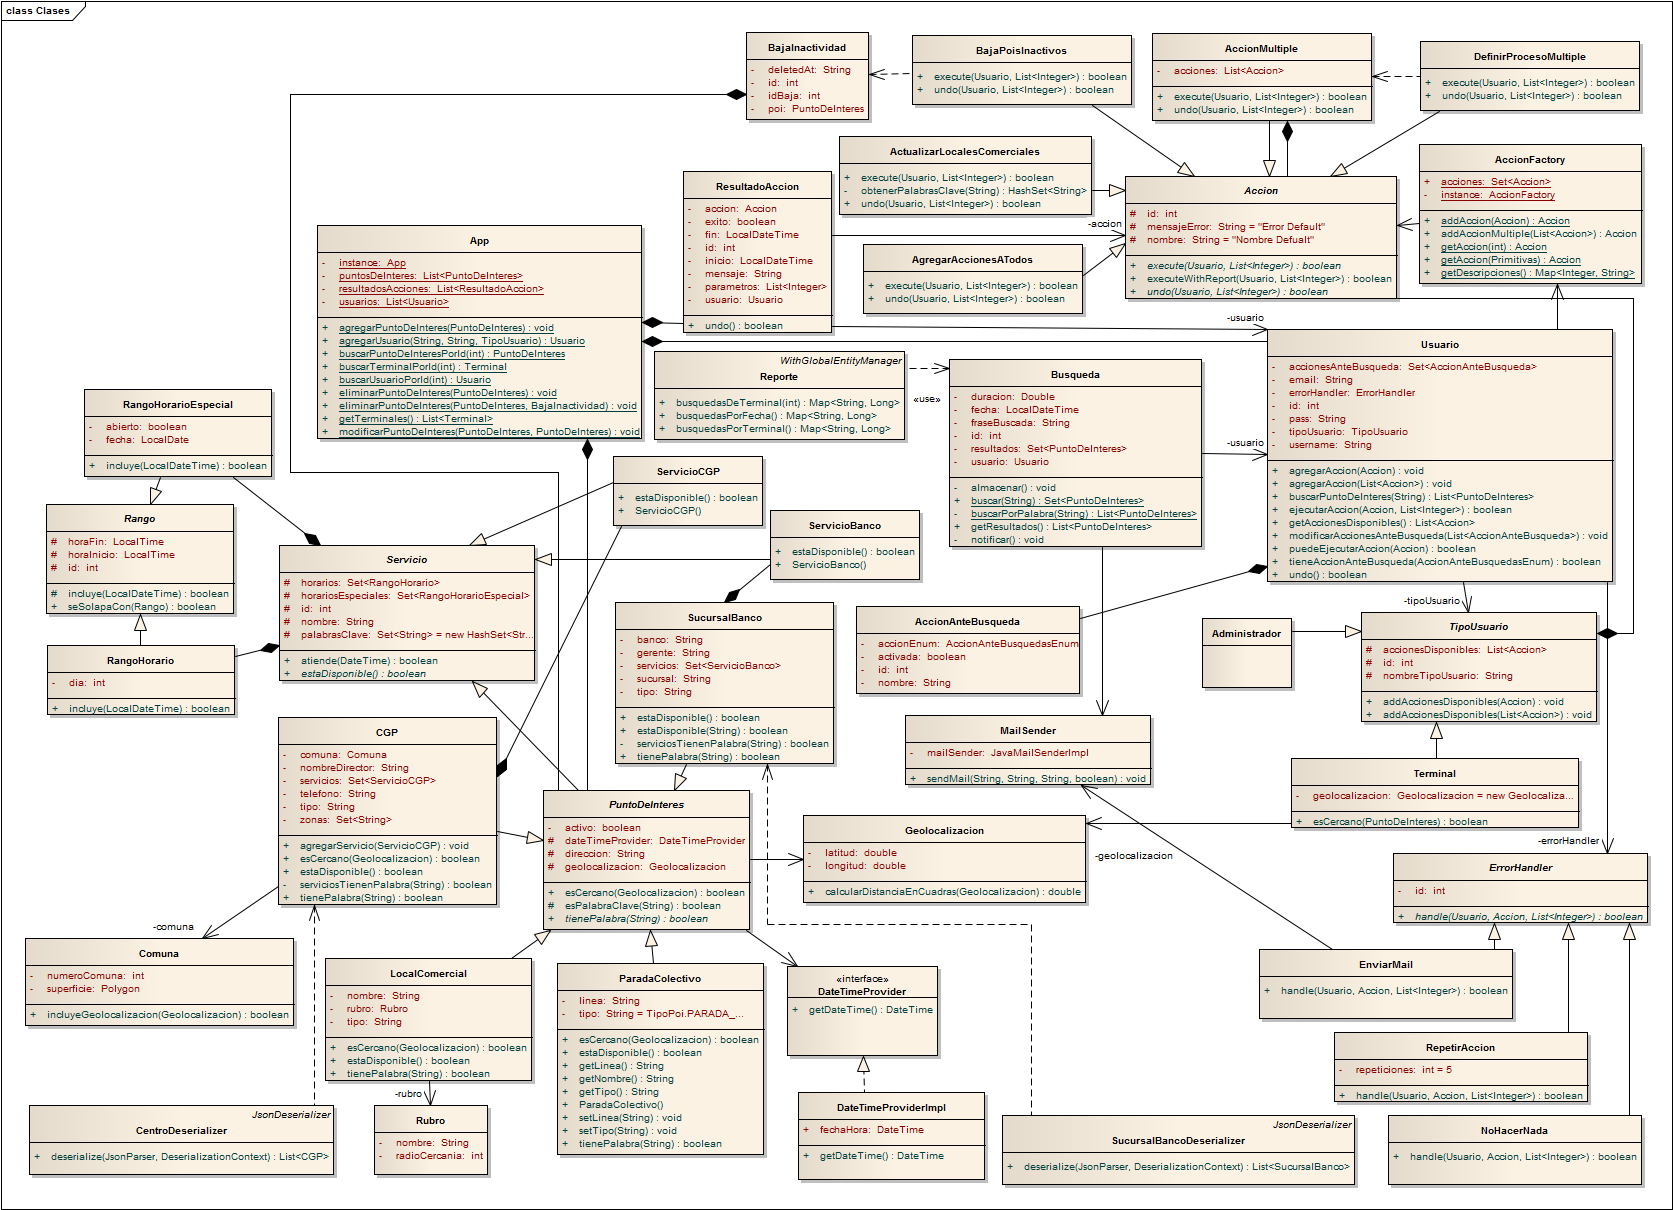 class Clases
BajaInactividad
- deletedAt: String
- id: int
- idBaja: int
- poi: PuntoDeInteres
BajaPoisInactivos
+ execute(Usuario, List<Integer>) : boolean
+ undo(Usuario, List<Integer>) : boolean
AccionMultiple
- acciones: List<Accion>
+ execute(Usuario, List<Integer>) : boolean
+ undo(Usuario, List<Integer>) : boolean
DefinirProcesoMultiple
+ execute(Usuario, List<Integer>) : boolean
+ undo(Usuario, List<Integer>) : boolean
ActualizarLocalesComerciales
+ execute(Usuario, List<Integer>) : boolean
- obtenerPalabrasClave(String) : HashSet<String>
+ undo(Usuario, List<Integer>) : boolean
AccionFactory
+ acciones: Set<Accion>
- instance: AccionFactory
+ addAccion(Accion) : Accion
+ addAccionMultiple(List<Accion>) : Accion
+ getAccion(int) : Accion
+ getAccion(Primitivas) : Accion
+ getDescripciones() : Map<Integer, String>
ResultadoAccion
- accion: Accion
- exito: boolean
- fin: LocalDateTime
- id: int
- inicio: LocalDateTime
- mensaje: String
- parametros: List<Integer>
- usuario: Usuario
+ undo() : boolean
-accion
Accion
# id: int
# mensajeError: String = "Error Default"
# nombre: String = "Nombre Defualt"
+ execute(Usuario, List<Integer>) : boolean
+ executeWithReport(Usuario, List<Integer>) : boolean
+ undo(Usuario, List<Integer>) : boolean
AgregarAccionesATodos
+ execute(Usuario, List<Integer>) : boolean
+ undo(Usuario, List<Integer>) : boolean
App
- instance: App
- puntosDeInteres: List<PuntoDeInteres>
- resultadosAcciones: List<ResultadoAccion>
- usuarios: List<Usuario>
+ agregarPuntoDeInteres(PuntoDeInteres) : void
+ agregarUsuario(String, String, TipoUsuario) : Usuario
+ buscarPuntoDeInteresPorId(int) : PuntoDeInteres
+ buscarTerminalPorId(int) : Terminal
+ buscarUsuarioPorId(int) : Usuario
+ eliminarPuntoDeInteres(PuntoDeInteres) : void
+ eliminarPuntoDeInteres(PuntoDeInteres, BajaInactividad) : void
+ getTerminales() : List<Terminal>
+ modificarPuntoDeInteres(PuntoDeInteres, PuntoDeInteres) : void
-usuario
WithGlobalEntityManager
Reporte
+ busquedasDeTerminal(int) : Map<String, Long>
+ busquedasPorFecha() : Map<String, Long>
+ busquedasPorTerminal() : Map<String, Long>
«use»
Busqueda
- duracion: Double
- fecha: LocalDateTime
- fraseBuscada: String
- id: int
- resultados: Set<PuntoDeInteres>
- usuario: Usuario
- almacenar() : void
+ buscar(String) : Set<PuntoDeInteres>
- buscarPorPalabra(String) : List<PuntoDeInteres>
+ getResultados() : List<PuntoDeInteres>
- notificar() : void
-usuario
Usuario
- accionesAnteBusqueda: Set<AccionAnteBusqueda>
- email: String
- errorHandler: ErrorHandler
- id: int
- pass: String
- tipoUsuario: TipoUsuario
- username: String
+ agregarAccion(Accion) : void
+ agregarAccion(List<Accion>) : void
+ buscarPuntoDeInteres(String) : List<PuntoDeInteres>
+ ejecutarAccion(Accion, List<Integer>) : boolean
+ getAccionesDisponibles() : List<Accion>
+ modificarAccionesAnteBusqueda(List<AccionAnteBusqueda>) : void
+ puedeEjecutarAccion(Accion) : boolean
+ tieneAccionAnteBusqueda(AccionAnteBusquedasEnum) : boolean
+ undo() : boolean
RangoHorarioEspecial
- abierto: boolean
- fecha: LocalDate
+ incluye(LocalDateTime) : boolean
Rango
# horaFin: LocalTime
# horaInicio: LocalTime
# id: int
# incluye(LocalDateTime) : boolean
+ seSolapaCon(Rango) : boolean
ServicioCGP
+ estaDisponible() : boolean
+ ServicioCGP()
ServicioBanco
+ estaDisponible() : boolean
+ ServicioBanco()
Servicio
# horarios: Set<RangoHorario>
# horariosEspeciales: Set<RangoHorarioEspecial>
# id: int
# nombre: String
# palabrasClave: Set<String> = new HashSet<Str...
+ atiende(DateTime) : boolean
+ estaDisponible() : boolean
RangoHorario
- dia: int
+ incluye(LocalDateTime) : boolean
SucursalBanco
- banco: String
- gerente: String
- servicios: Set<ServicioBanco>
- sucursal: String
- tipo: String
+ estaDisponible() : boolean
+ estaDisponible(String) : boolean
- serviciosTienenPalabra(String) : boolean
+ tienePalabra(String) : boolean
AccionAnteBusqueda
- accionEnum: AccionAnteBusquedasEnum
- activada: boolean
- id: int
- nombre: String
-tipoUsuario
Administrador
TipoUsuario
# accionesDisponibles: List<Accion>
# id: int
# nombreTipoUsuario: String
+ addAccionesDisponibles(Accion) : void
+ addAccionesDisponibles(List<Accion>) : void
CGP
- comuna: Comuna
- nombreDirector: String
- servicios: Set<ServicioCGP>
- telefono: String
- tipo: String
- zonas: Set<String>
+ agregarServicio(ServicioCGP) : void
+ esCercano(Geolocalizacion) : boolean
+ estaDisponible() : boolean
- serviciosTienenPalabra(String) : boolean
+ tienePalabra(String) : boolean
MailSender
- mailSender: JavaMailSenderImpl
+ sendMail(String, String, String, boolean) : void
Terminal
- geolocalizacion: Geolocalizacion = new Geolocaliza...
+ esCercano(PuntoDeInteres) : boolean
PuntoDeInteres
- activo: boolean
# dateTimeProvider: DateTimeProvider
# direccion: String
# geolocalizacion: Geolocalizacion
+ esCercano(Geolocalizacion) : boolean
# esPalabraClave(String) : boolean
+ tienePalabra(String) : boolean
Geolocalizacion
- latitud: double
- longitud: double
+ calcularDistanciaEnCuadras(Geolocalizacion) : double
-geolocalizacion
-errorHandler
ErrorHandler
- id: int
+ handle(Usuario, Accion, List<Integer>) : boolean
-comuna
Comuna
- numeroComuna: int
- superficie: Polygon
+ incluyeGeolocalizacion(Geolocalizacion) : boolean
LocalComercial
- nombre: String
- rubro: Rubro
- tipo: String
+ esCercano(Geolocalizacion) : boolean
+ estaDisponible() : boolean
+ tienePalabra(String) : boolean
ParadaColectivo
- linea: String
- tipo: String = TipoPoi.PARADA_...
+ esCercano(Geolocalizacion) : boolean
+ estaDisponible() : boolean
+ getLinea() : String
+ getNombre() : String
+ getTipo() : String
+ ParadaColectivo()
+ setLinea(String) : void
+ setTipo(String) : void
+ tienePalabra(String) : boolean
«interface»
DateTimeProvider
+ getDateTime() : DateTime
EnviarMail
+ handle(Usuario, Accion, List<Integer>) : boolean
RepetirAccion
- repeticiones: int = 5
+ handle(Usuario, Accion, List<Integer>) : boolean
-rubro
JsonDeserializer
CentroDeserializer
+ deserialize(JsonParser, DeserializationContext) : List<CGP>
Rubro
- nombre: String
- radioCercania: int
DateTimeProviderImpl
+ fechaHora: DateTime
+ getDateTime() : DateTime
JsonDeserializer
SucursalBancoDeserializer
+ deserialize(JsonParser, DeserializationContext) : List<SucursalBanco>
NoHacerNada
+ handle(Usuario, Accion, List<Integer>) : boolean